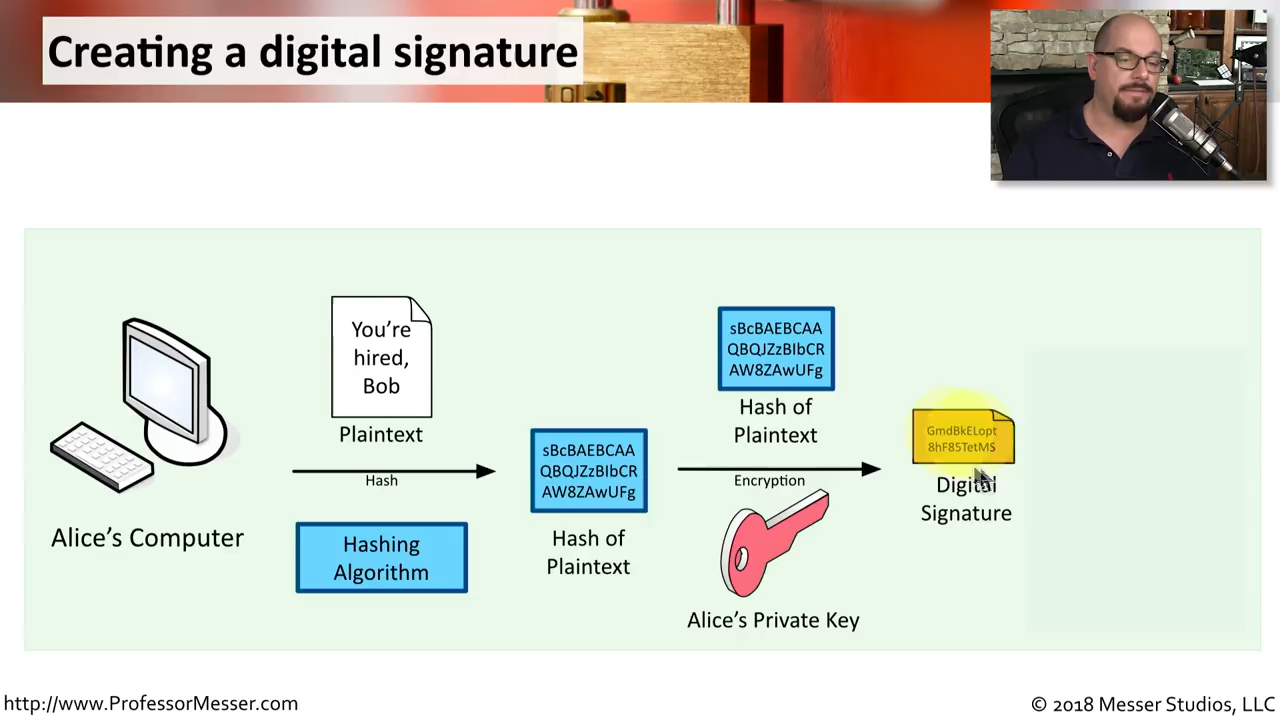 Creating a digital signature
You're
hired,
Bob
Plaintext
Hash
Hashing
Algorithm
Alice's Computer
sBcBAEBCAA
QBQJZzBIbCR
AW8ZAwUFg
Hash of
Plaintext
sBcBAEBCAA
QBQJZzBIbCR
AW8ZAwUFg
Hash of
Plaintext
Encryption
Alice's Private Key
GmdBkELopt
8hF85TetMS
Digital
Signature
http://www.ProfessorMesser.com
© 2018 Messer Studios, LLC